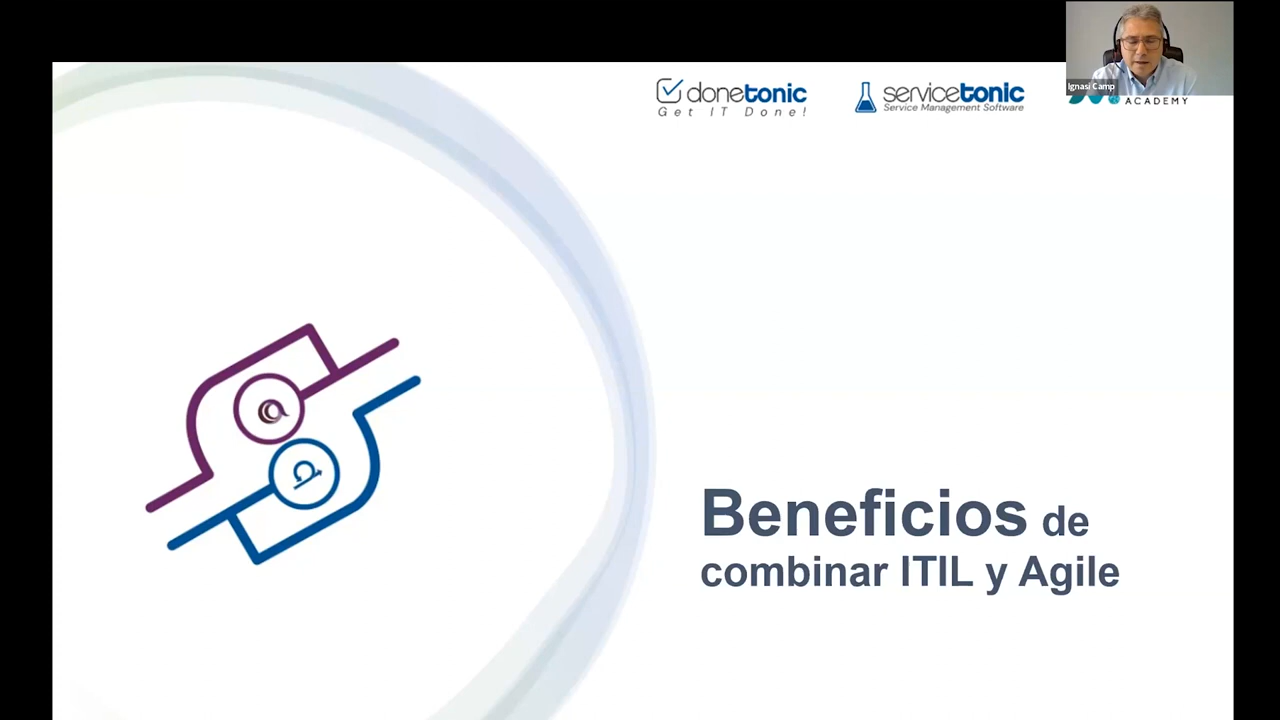 donetonic
Get IT Done!
servicetonic
Service Management Software
Ignasi Camp
ACADEMY
Beneficios de
combinar ITIL y Agile